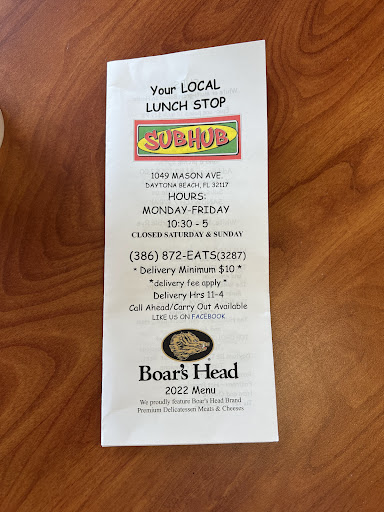 Your LOCAL
LUNCH STOP
SUBHUB
1049 MASON AVE.
DAYTONA BEACH, FL 32117
HOURS:
MONDAY-FRIDAY
10:30 - 5
CLOSED SATURDAY & SUNDAY
(386) 872-EATS(3287)
* Delivery Minimum $10 *
*delivery fee apply *
Delivery Hrs 11-4
Call Ahead/Carry Out Available
LIKE US ON FACEBOOK
Boar's Head
2022 Menu
We proudly feature Boar's Head Brand
Premium Delicatessen Meats & Cheeses